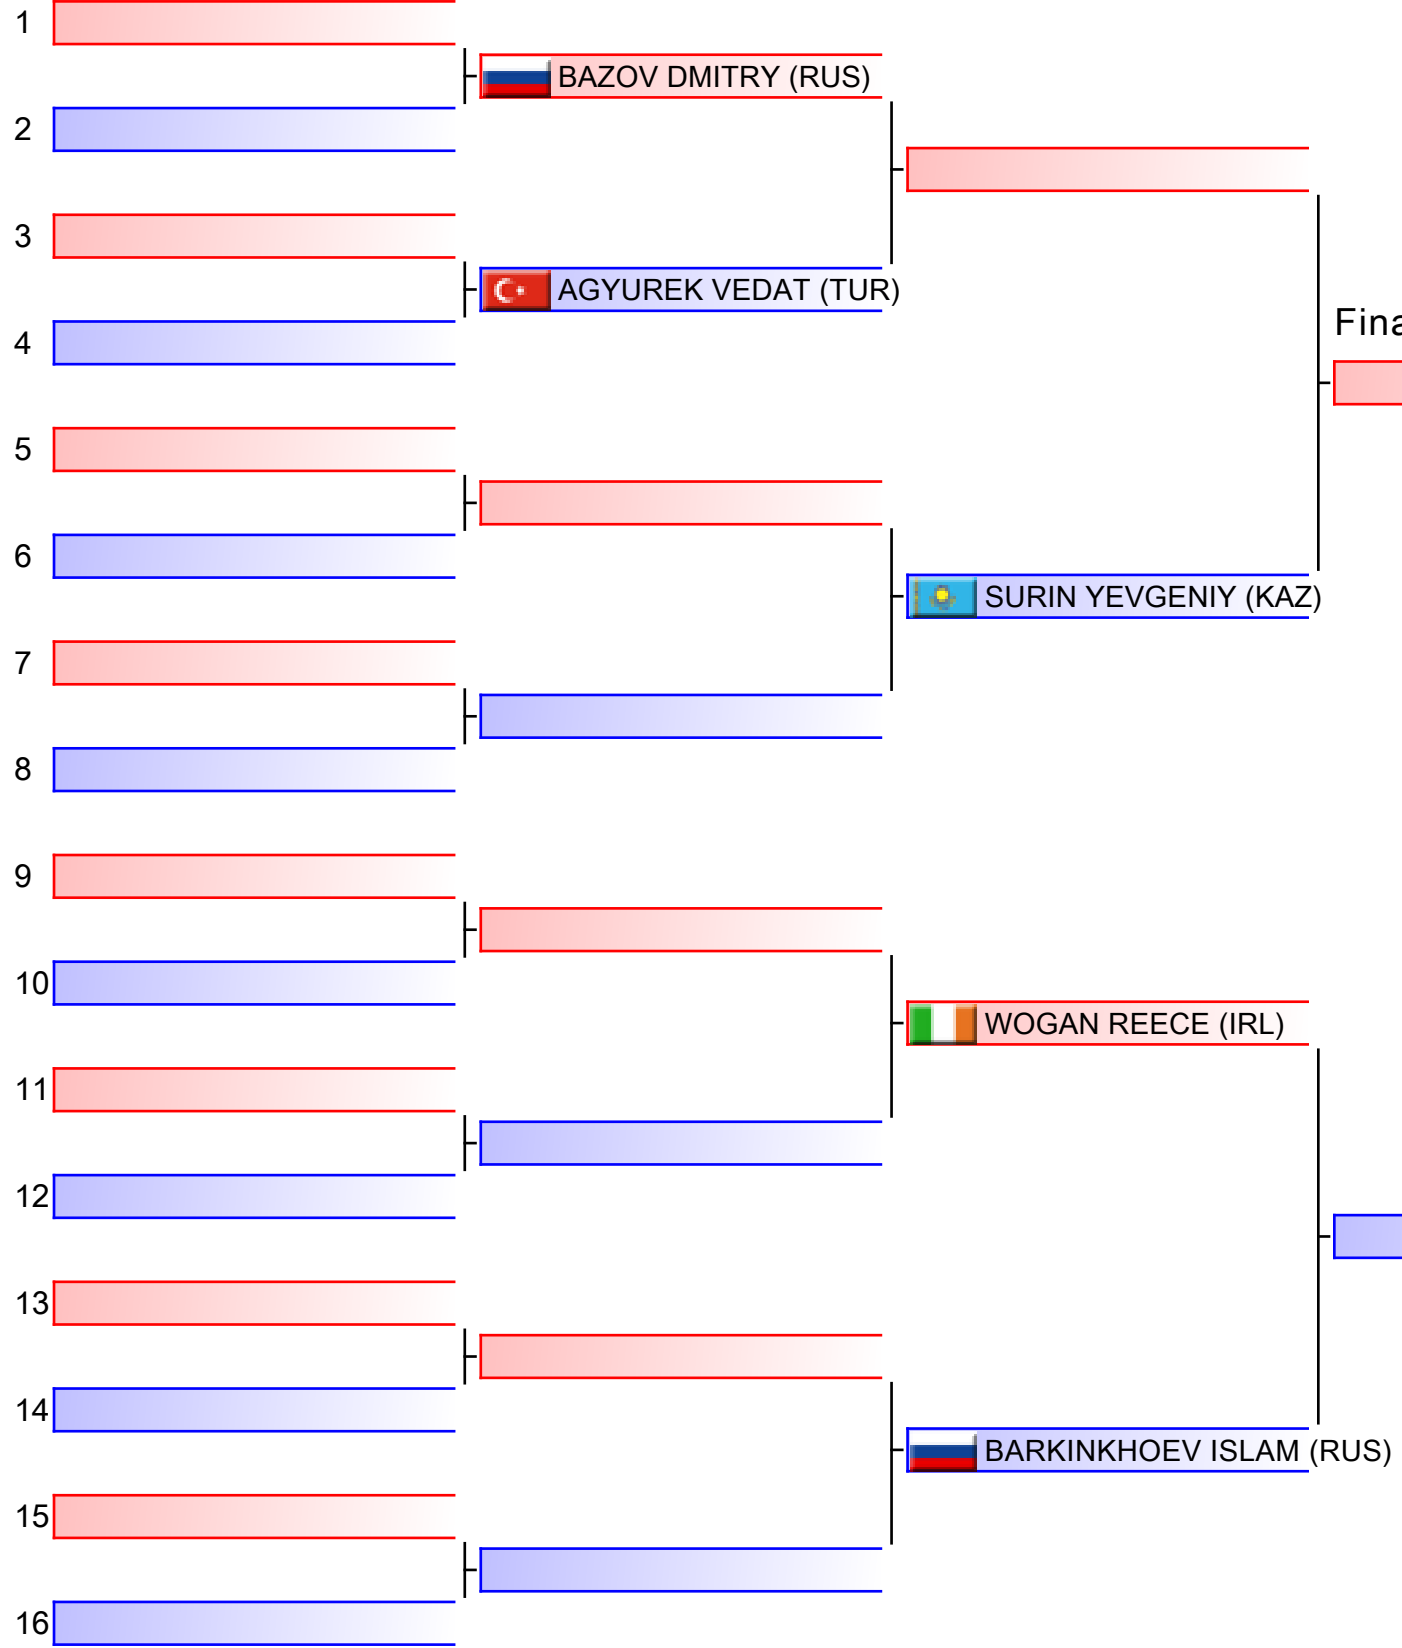 1
BAZOV DMITRY (RUS)
2
3
AGYUREK VEDAT (TUR)
4
Fina
5
6
SURIN YEVGENIY (KAZ)
7
8
9
10
WOGAN REECE (IRL)
11
12
13
14
BARKINKHOEV ISLAM (RUS)
15
16